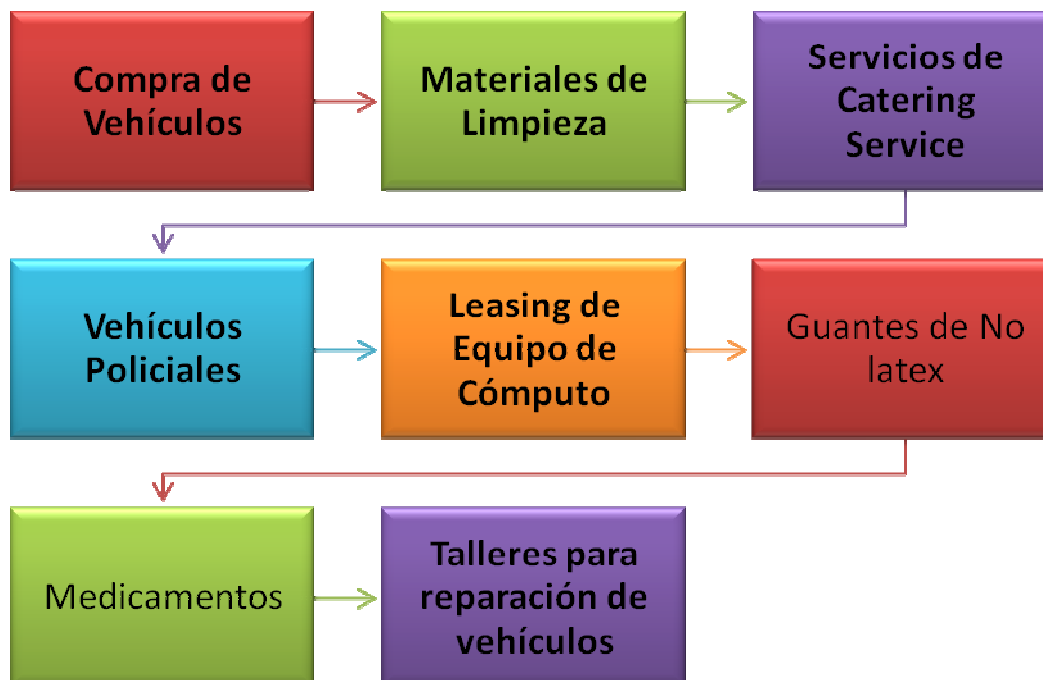 Compra de
Vehículos
Materiales de
Limpieza
Servicios de
Catering
Service
Vehículos
Policiales
Leasing de
Equipo de
Cómputo
Guantes de No
latex
Medicamentos
Talleres para
reparación de
vehículos